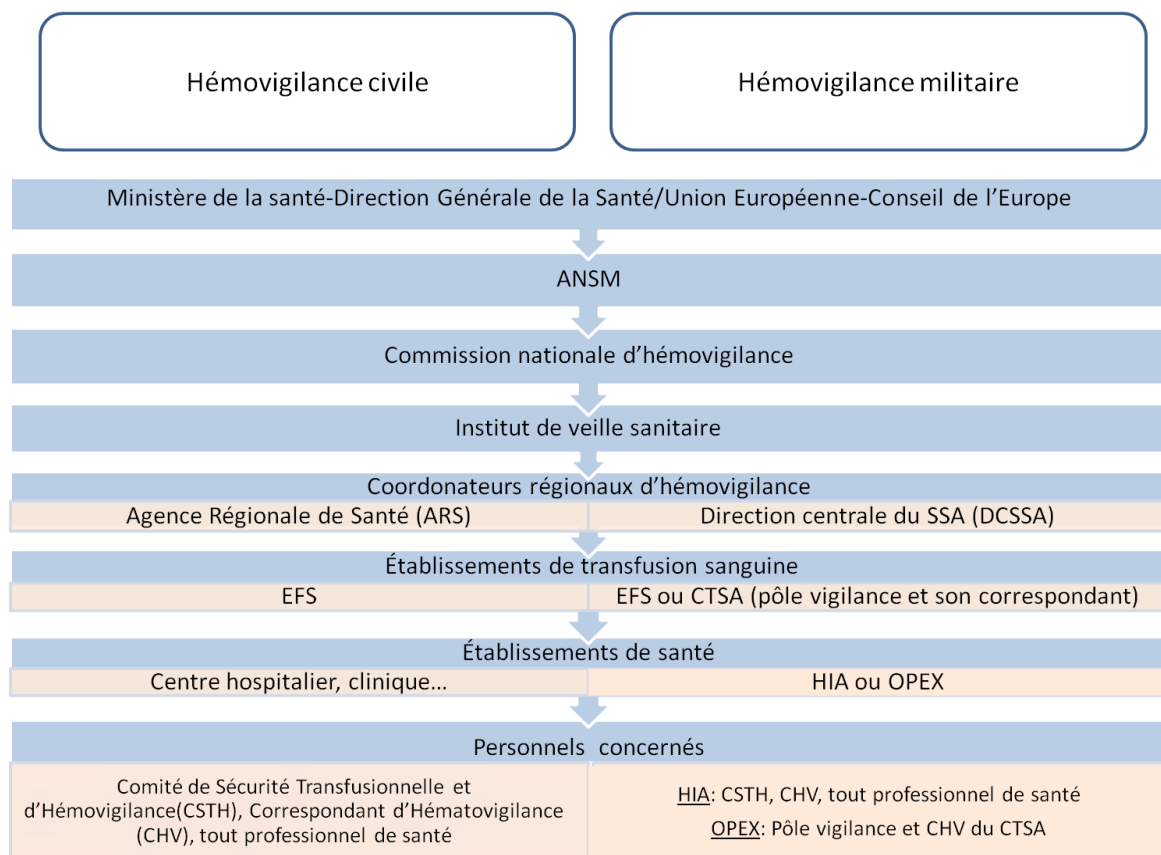 Hémovigilance civile
Hémovigilance militaire
Ministère de la santé-Direction Générale de la Santé/Union Européenne-Conseil de l'Europe
ANSM
Commission nationale d'hémovigilance
Institut de veille sanitaire
Coordonateurs régionaux d'hémovigilance
Agence Régionale de Santé (ARS)
Direction centrale du SSA (DCSSA)
Établissements de transfusion sanguine
EFS
EFS ou CTSA (pôle vigilance et son correspondant)
Établissements de santé
Centre hospitalier, clinique...
HIA ou OPEX
Personnels concernés
Comité de Sécurité Transfusionnelle et
d'Hémovigilance(CSTH), Correspondant d'Hématovigilance
(CHV), tout professionnel de santé
HIA: CSTH, CHV, tout professionnel de santé
OPEX: Pôle vigilance et CHV du CTSA